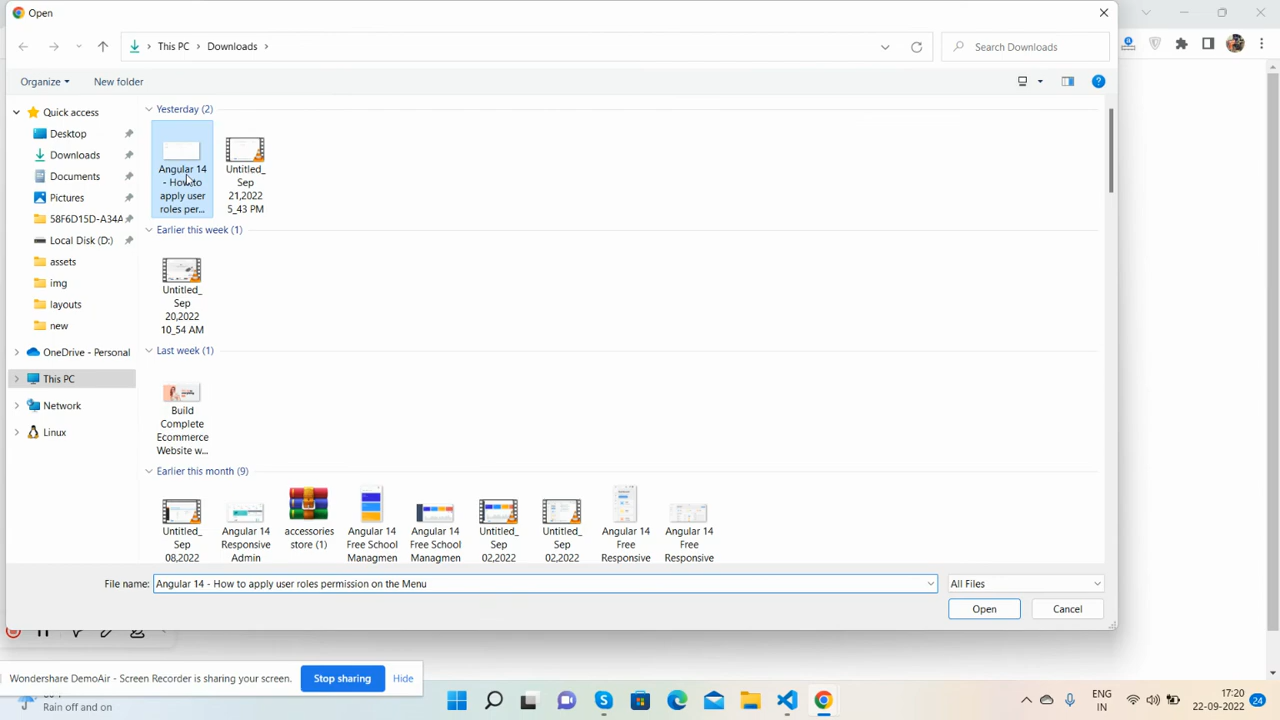 Open
This PC
Downloads
Search Downloads
Organize
New folder
Quick access
Desktop
Downloads
Documents
Pictures
58F6D15D-A34A
Local Disk (D:)
assets
img
layouts
new
OneDrive - Personal
This PC
Network
Linux
Yesterday (2)
Angular 14
- How to
apply user
roles per...
Untitled_
Sep
21,2022
5_43 PM
Earlier this week (1)
Untitled_
Sep
20,2022
10_54 AM
Last week (1)
Build
Complete
Ecommerce
Website w...
Earlier this month (9)
Untitled_
Sep
08,2022
Angular 14
Responsive
Admin
accessories
store (1)
Angular 14
Free School
Managmen
Angular 14
Free School
Managmen
Untitled_
Sep
02,2022
Untitled_
Sep
02,2022
Angular 14
Free
Responsive
Angular 14
Free
Responsive
File name:
Angular 14 - How to apply user roles permission on the Menu
All Files
Open
Cancel
Wondershare DemoAir - Screen Recorder is sharing your screen.
Stop sharing
Hide
Rain off and on
ENG
IN
17:20
22-09-2022
24